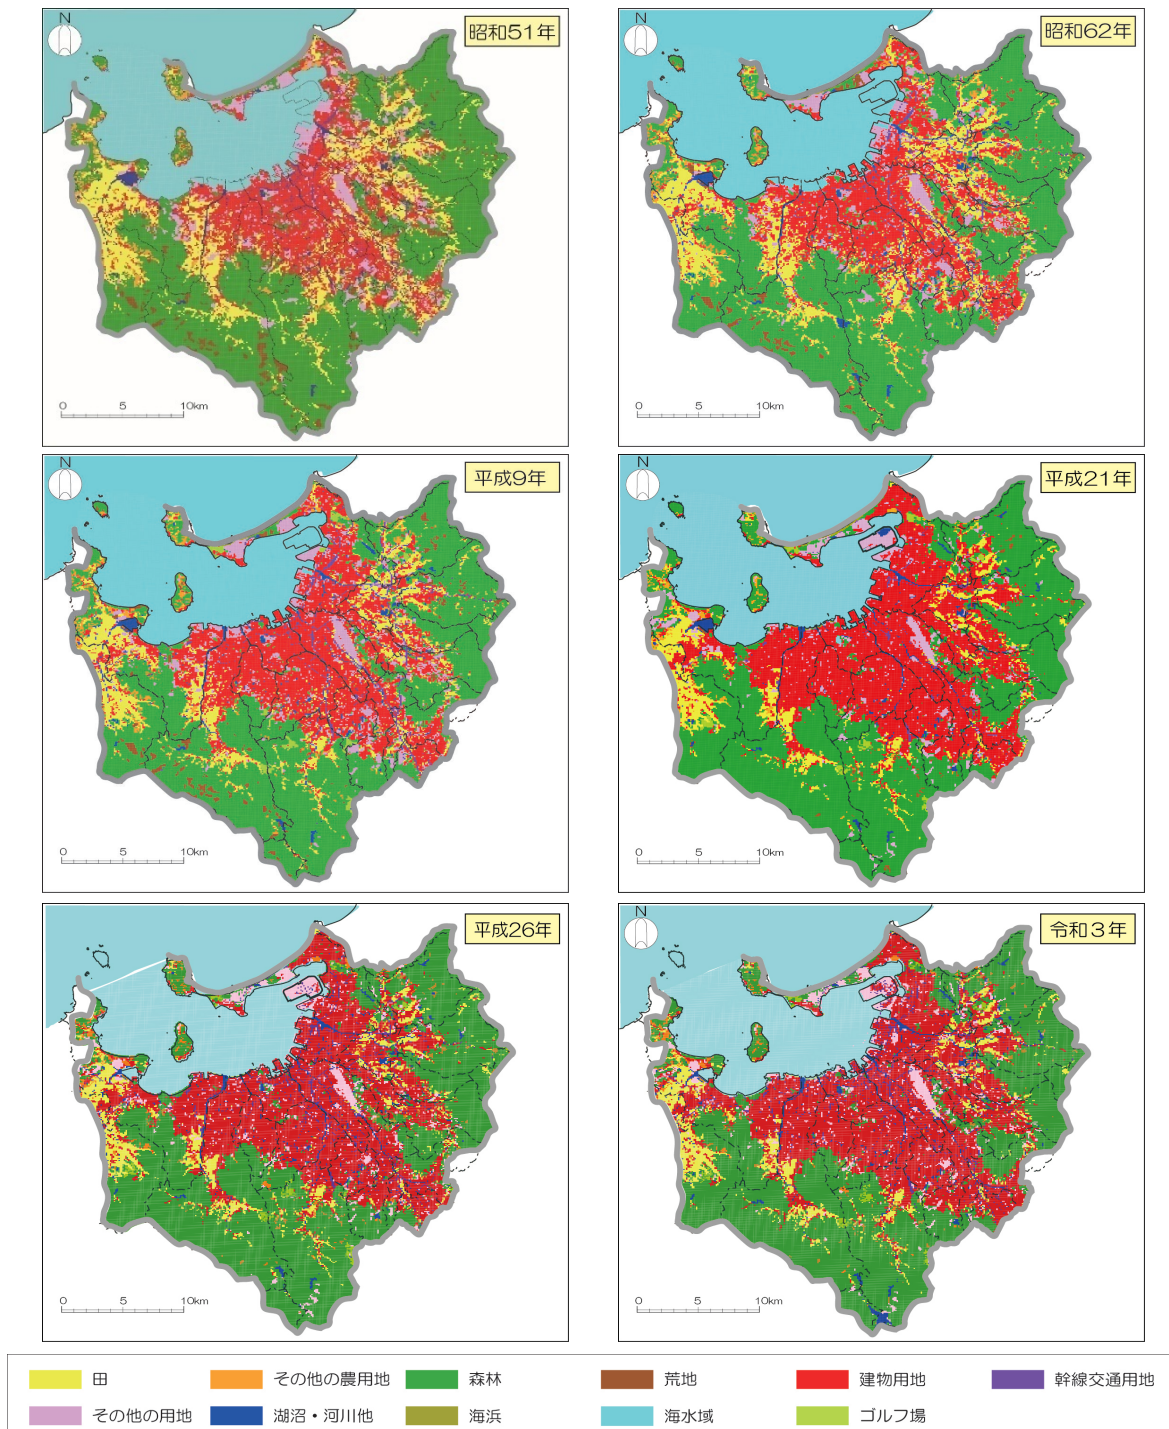 昭和51年
N
0 5 10km
昭和62年
N
0 5 10km
平成9年
N
0 5 10km
平成21年
N
0 5 10km
平成26年
0 5 10km
令和3年
N
0 5 10km
田 その他の農用地 森林 荒地 建物用地 幹線交通用地
その他の用地 湖沼・河川他 海浜 海水域 ゴルフ場